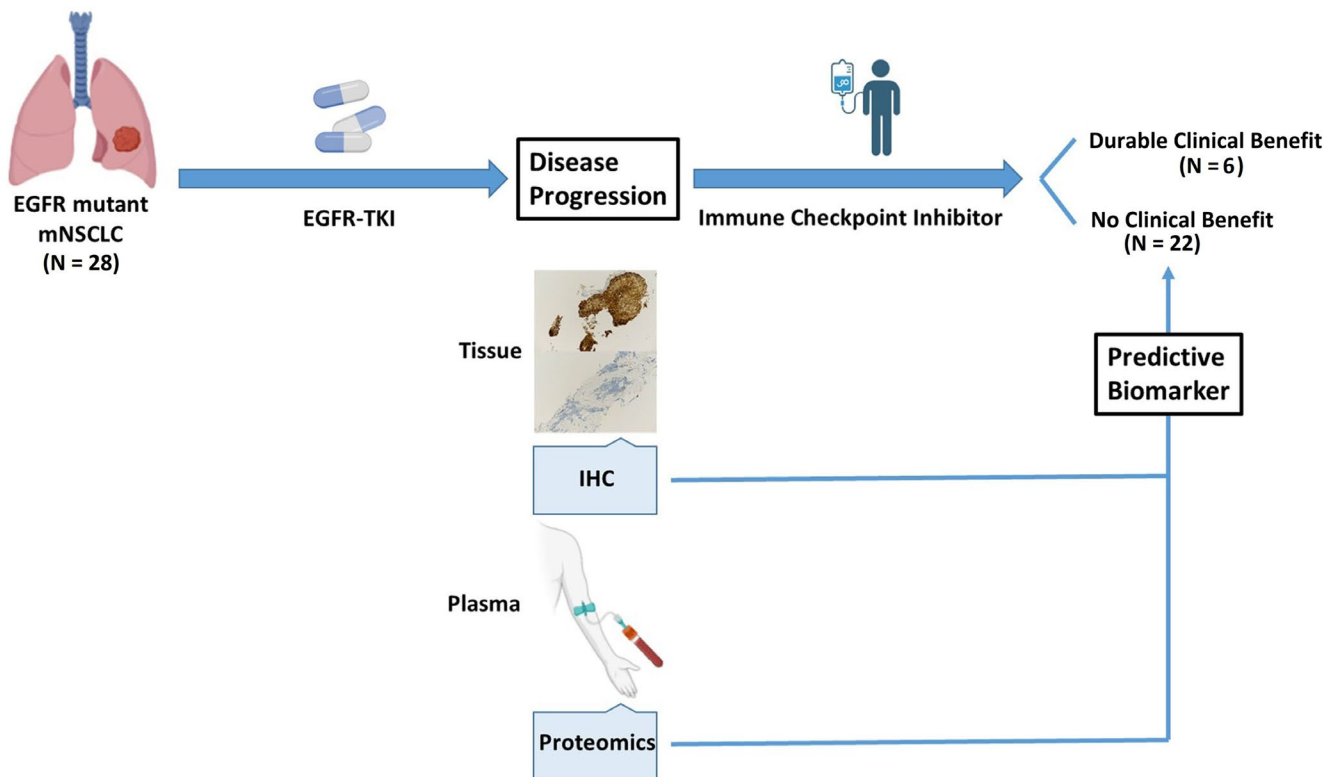 EGFR mutant
mNSCLC
(N = 28)
EGFR-TKI
Disease
Progression
Immune Checkpoint Inhibitor
Durable Clinical Benefit
(N = 6)
No Clinical Benefit
(N = 22)
Tissue
IHC
Predictive
Biomarker
Plasma
Proteomics